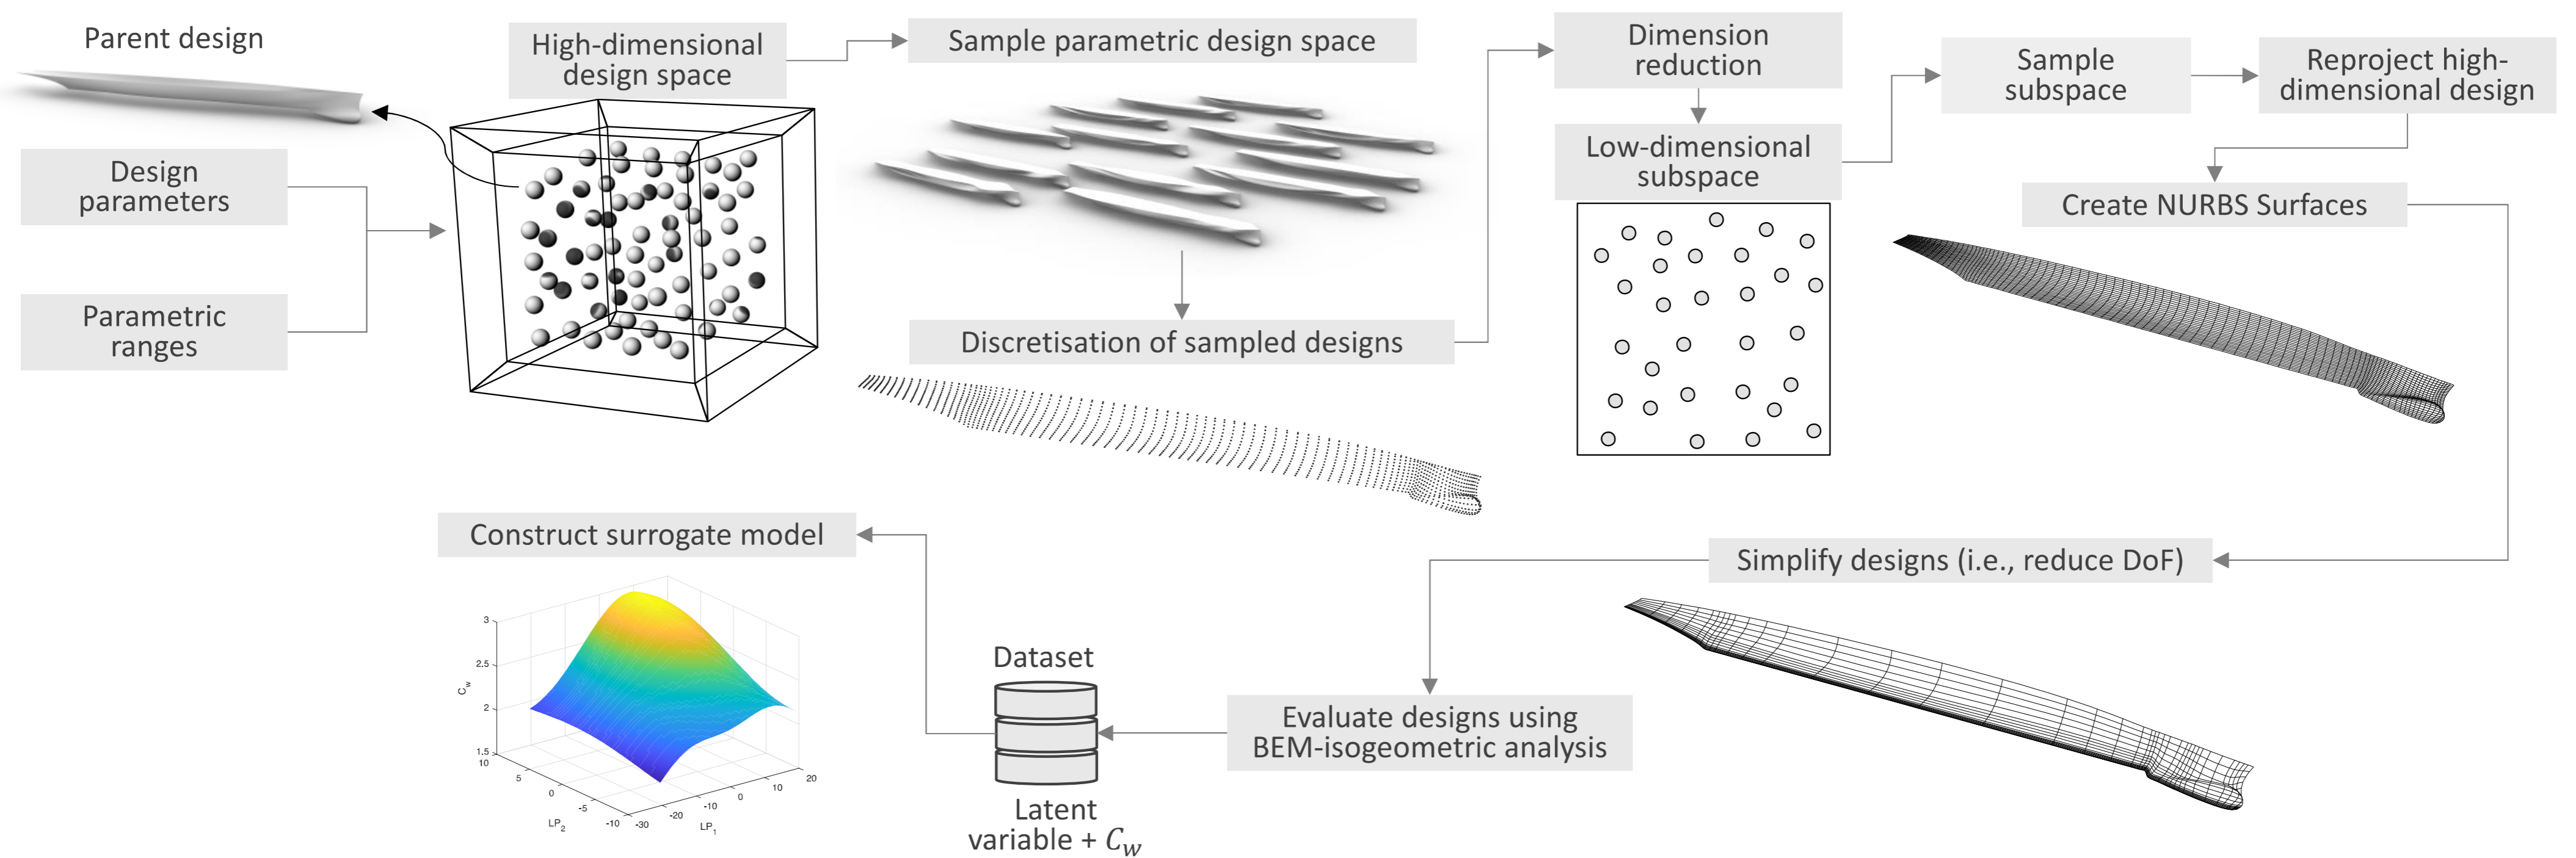 Parent design
Design
parameters
Parametric
ranges
High-dimensional
design space
Sample parametric design space
Discretisation of sampled designs
Dimension
reduction
Low-dimensional
subspace
Sample
subspace
Reproject high-
dimensional design
Create NURBS Surfaces
Simplify designs (i.e., reduce DoF)
Evaluate designs using
BEM-isogeometric analysis
Dataset
Latent
variable + C_w
Construct surrogate model
3
2.5
2
1.5
C_w
10
5
0
-5
-10
LP_2
-30
-20
-10
0
10
20
LP_1